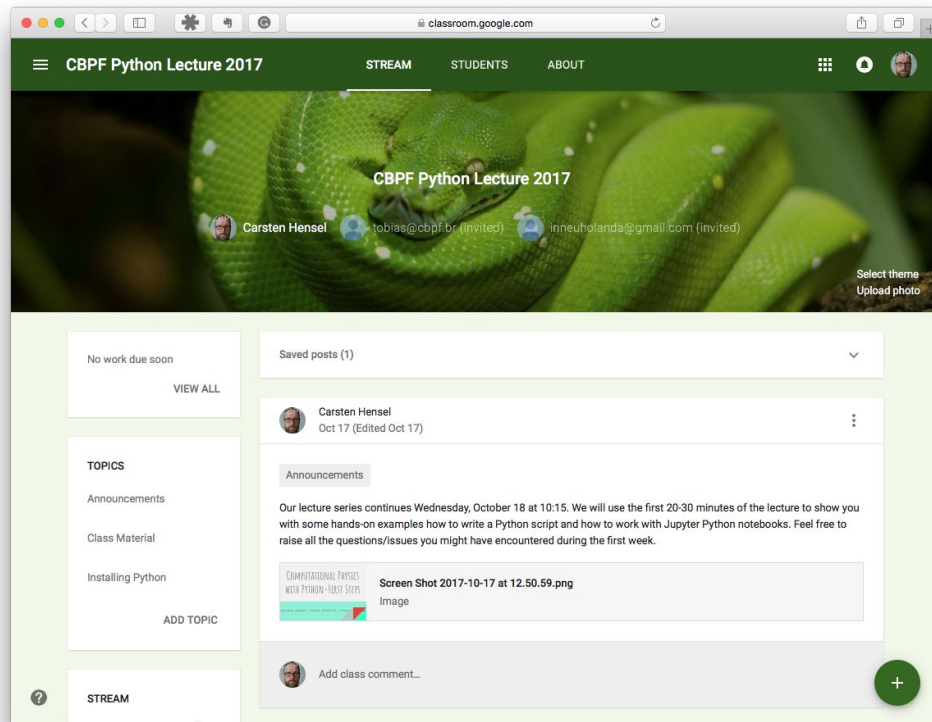 classroom.google.com
CBPF Python Lecture 2017
STREAM
STUDENTS
ABOUT
CBPF Python Lecture 2017
Carsten Hensel
tobias@cbpf.br (invited)
inneuholanda@gmail.com (invited)
Select theme
Upload photo
No work due soon
VIEW ALL
TOPICS
Announcements
Class Material
Installing Python
ADD TOPIC
STREAM
Saved posts (1)
Carsten Hensel
Oct 17 (Edited Oct 17)
Announcements
Our lecture series continues Wednesday, October 18 at 10:15. We will use the first 20-30 minutes of the lecture to show you
with some hands-on examples how to write a Python script and how to work with Jupyter Python notebooks. Feel free to
raise all the questions/issues you might have encountered during the first week.
COMPUTATIONAL PHYSICS
WITH PYTHON-FIRST STEPS
Screen Shot 2017-10-17 at 12.50.59.png
Image
Add class comment...